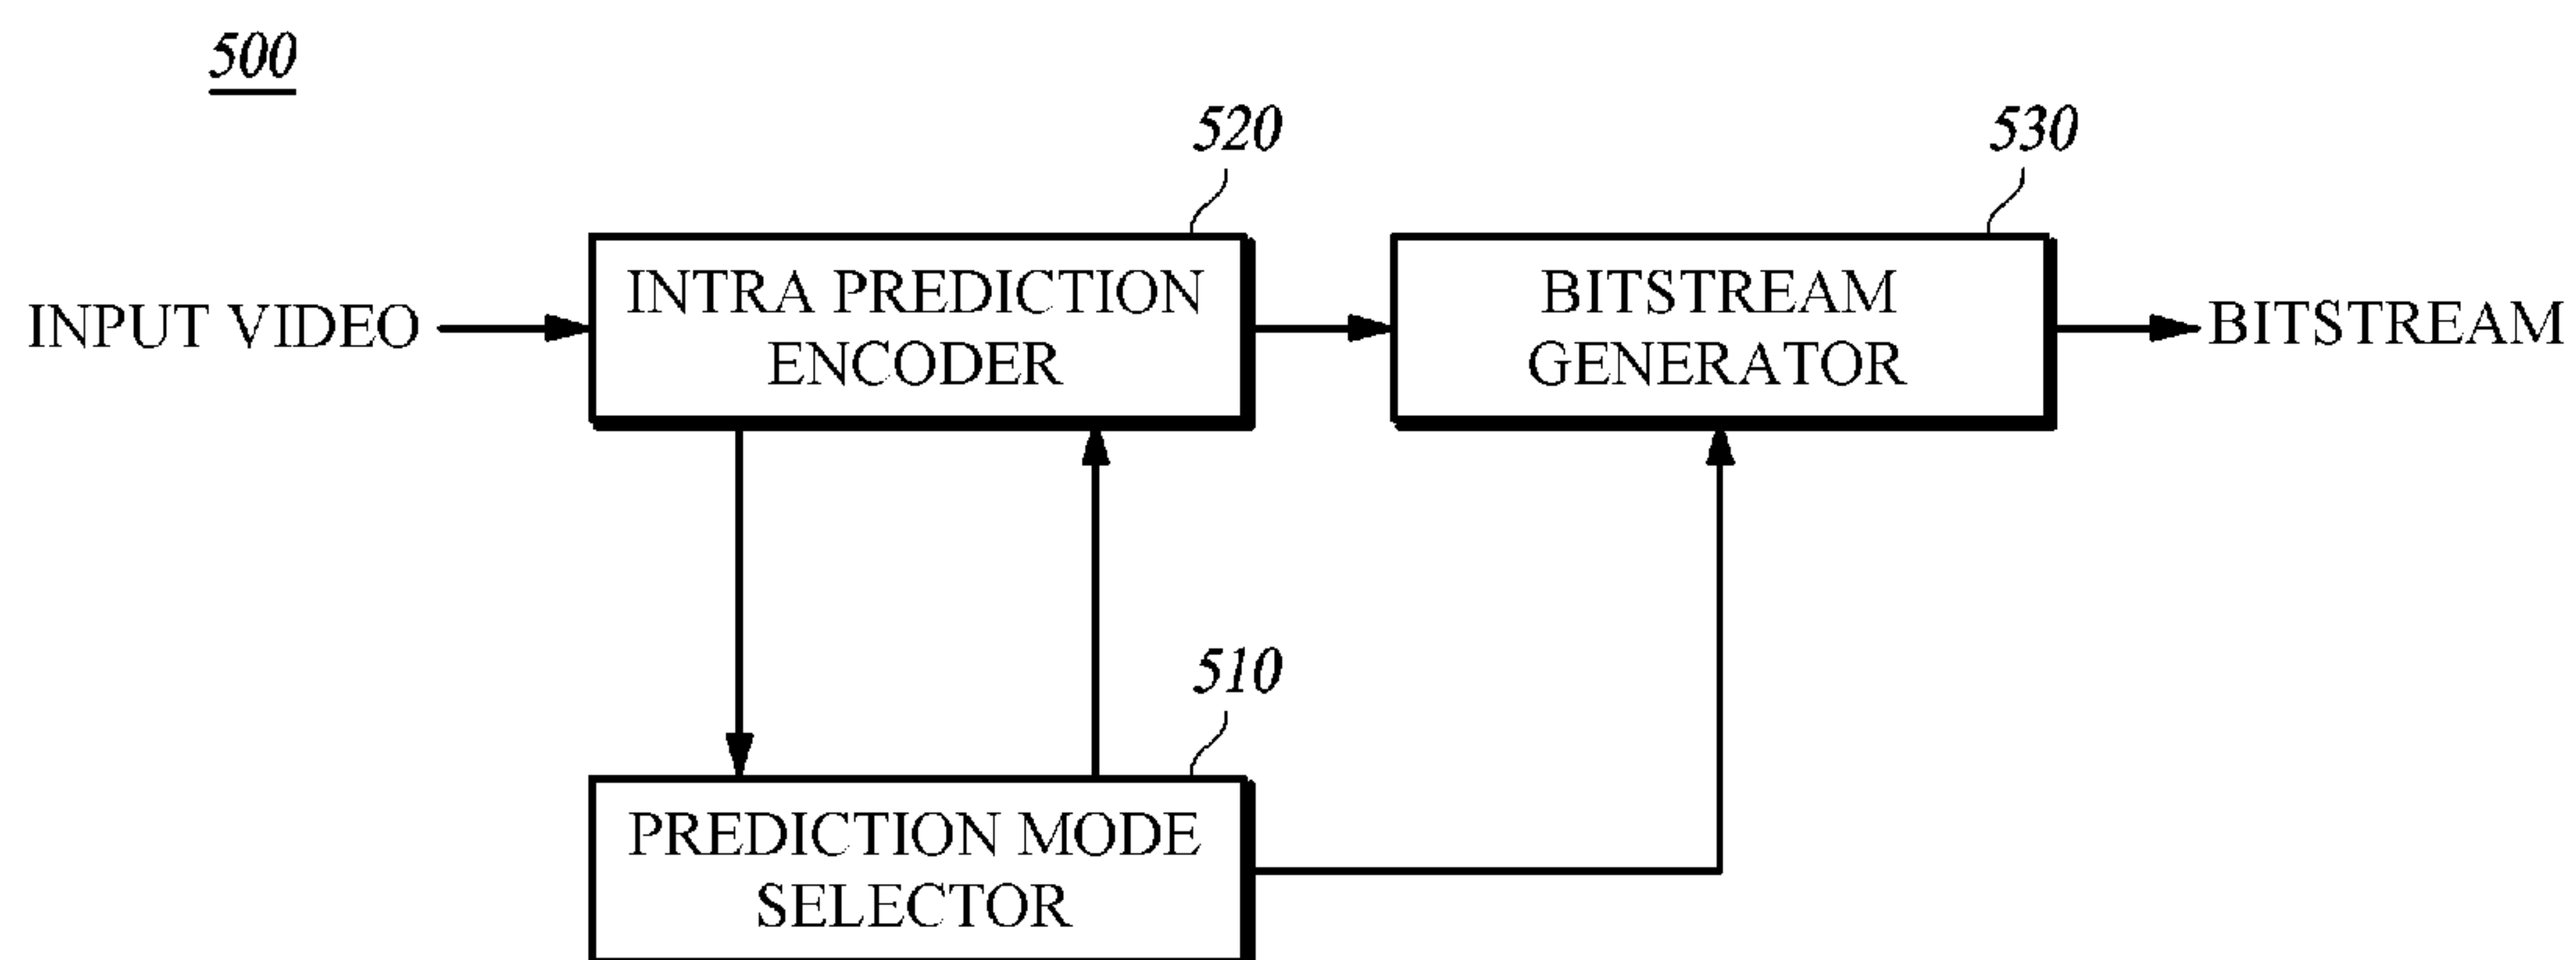 500
520
530
INPUT VIDEO
INTRA PREDICTION
ENCODER
BITSTREAM
GENERATOR
BITSTREAM
510
PREDICTION MODE
SELECTOR